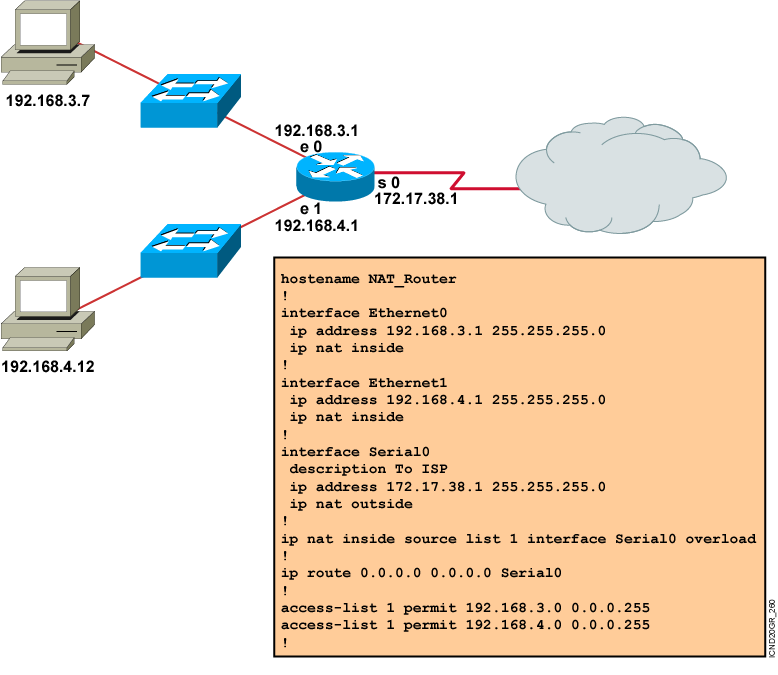 192.168.3.7
192.168.3.1
e 0
s 0
172.17.38.1
e 1
192.168.4.1
192.168.4.12
hostename NAT_Router
!
interface Ethernet0
ip address 192.168.3.1 255.255.255.0
ip nat inside
!
interface Ethernet1
ip address 192.168.4.1 255.255.255.0
ip nat inside
!
interface Serial0
description To ISP
ip address 172.17.38.1 255.255.255.0
ip nat outside
!
ip nat inside source list 1 interface Serial0 overload
!
ip route 0.0.0.0 0.0.0.0 Serial0
!
access-list 1 permit 192.168.3.0 0.0.0.255
access-list 1 permit 192.168.4.0 0.0.0.255
!
ICND20GR_260